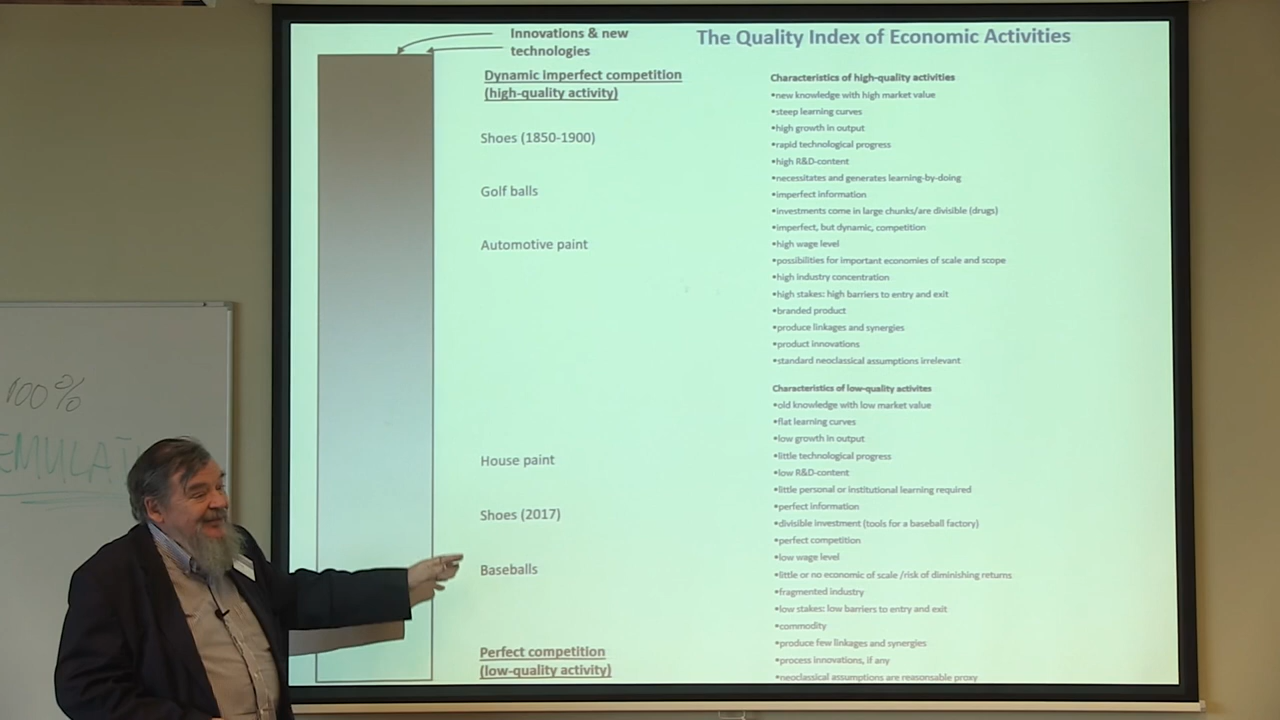 Innovations & new
technologies
The Quality Index of Economic Activities
Dynamic imperfect competition
(high-quality activity)
Shoes (1850-1900)
Golf balls
Automotive paint
House paint
Shoes (2017)
Baseballs
Perfect competition
(low-quality activity)
Characteristics of high-quality activities
•new knowledge with high market value
•steep learning curves
•high growth in output
•rapid technological progress
•high R&D-content
•necessitates and generates learning-by-doing
•imperfect information
•investments come in large chunks/are divisible (drugs)
•imperfect, but dynamic, competition
•high wage level
•possibilities for important economies of scale and scope
•high industry concentration
•high stakes: high barriers to entry and exit
•branded product
•produce linkages and synergies
•product innovations
•standard neoclassical assumptions irrelevant
Characteristics of low-quality activites
•old knowledge with low market value
•flat learning curves
•low growth in output
•little technological progress
•low R&D-content
•little personal or institutional learning required
•perfect information
•divisible investment (tools for a baseball factory)
•perfect competition
•low wage level
•little or no economic of scale /risk of diminishing returns
•fragmented industry
•low stakes: low barriers to entry and exit
•commodity
•produce few linkages and synergies
•process innovations, if any
•neoclassical assumptions are reasonsable proxy
100%
EMULAT